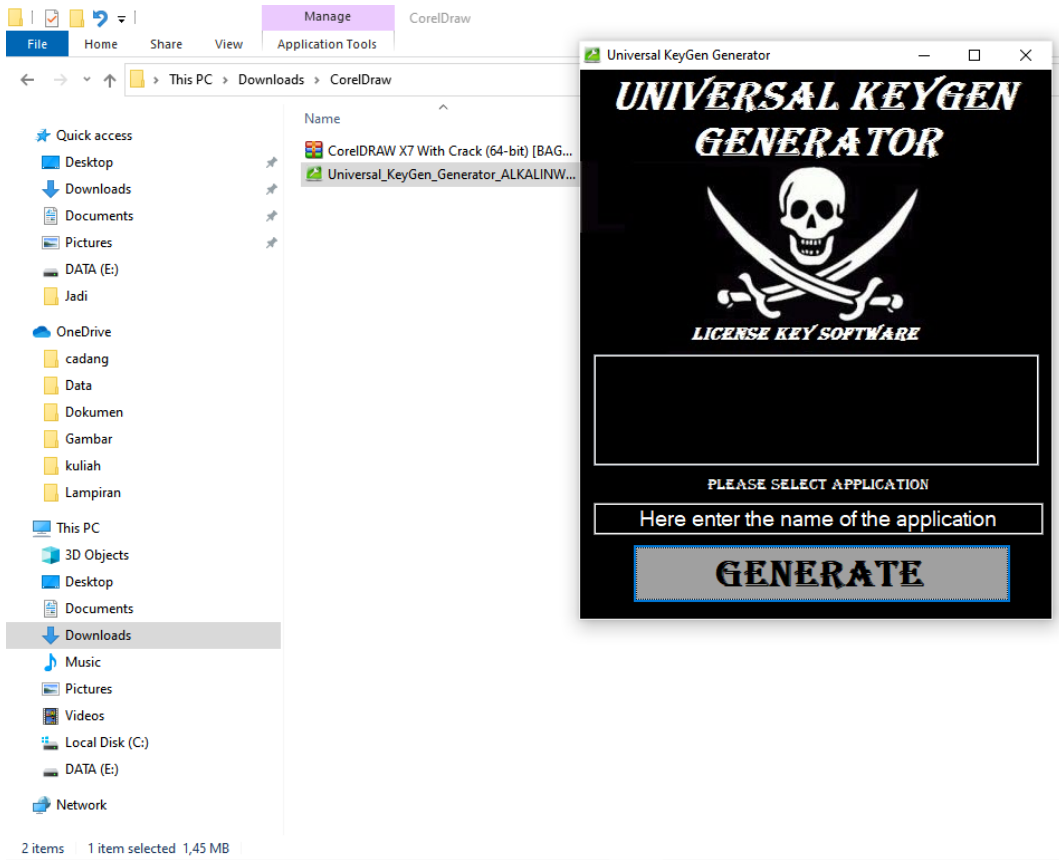 Manage
CorelDraw
File
Home
Share
View
Application Tools
This PC > Downloads > CorelDraw
Name
Quick access
Desktop
Downloads
Documents
Pictures
DATA (E:)
Jadi
OneDrive
cadang
Data
Dokumen
Gambar
kuliah
Lampiran
This PC
3D Objects
Desktop
Documents
Downloads
Music
Pictures
Videos
Local Disk (C:)
DATA (E:)
Network
CorelDRAW X7 With Crack (64-bit) [BAG...
Universal_KeyGen_Generator_ALKALINW...
2 items
1 item selected 1,45 MB
Universal KeyGen Generator
UNIVERSAL KEYGEN
GENERATOR
LICENSE KEY SOFTWARE
PLEASE SELECT APPLICATION
Here enter the name of the application
GENERATE